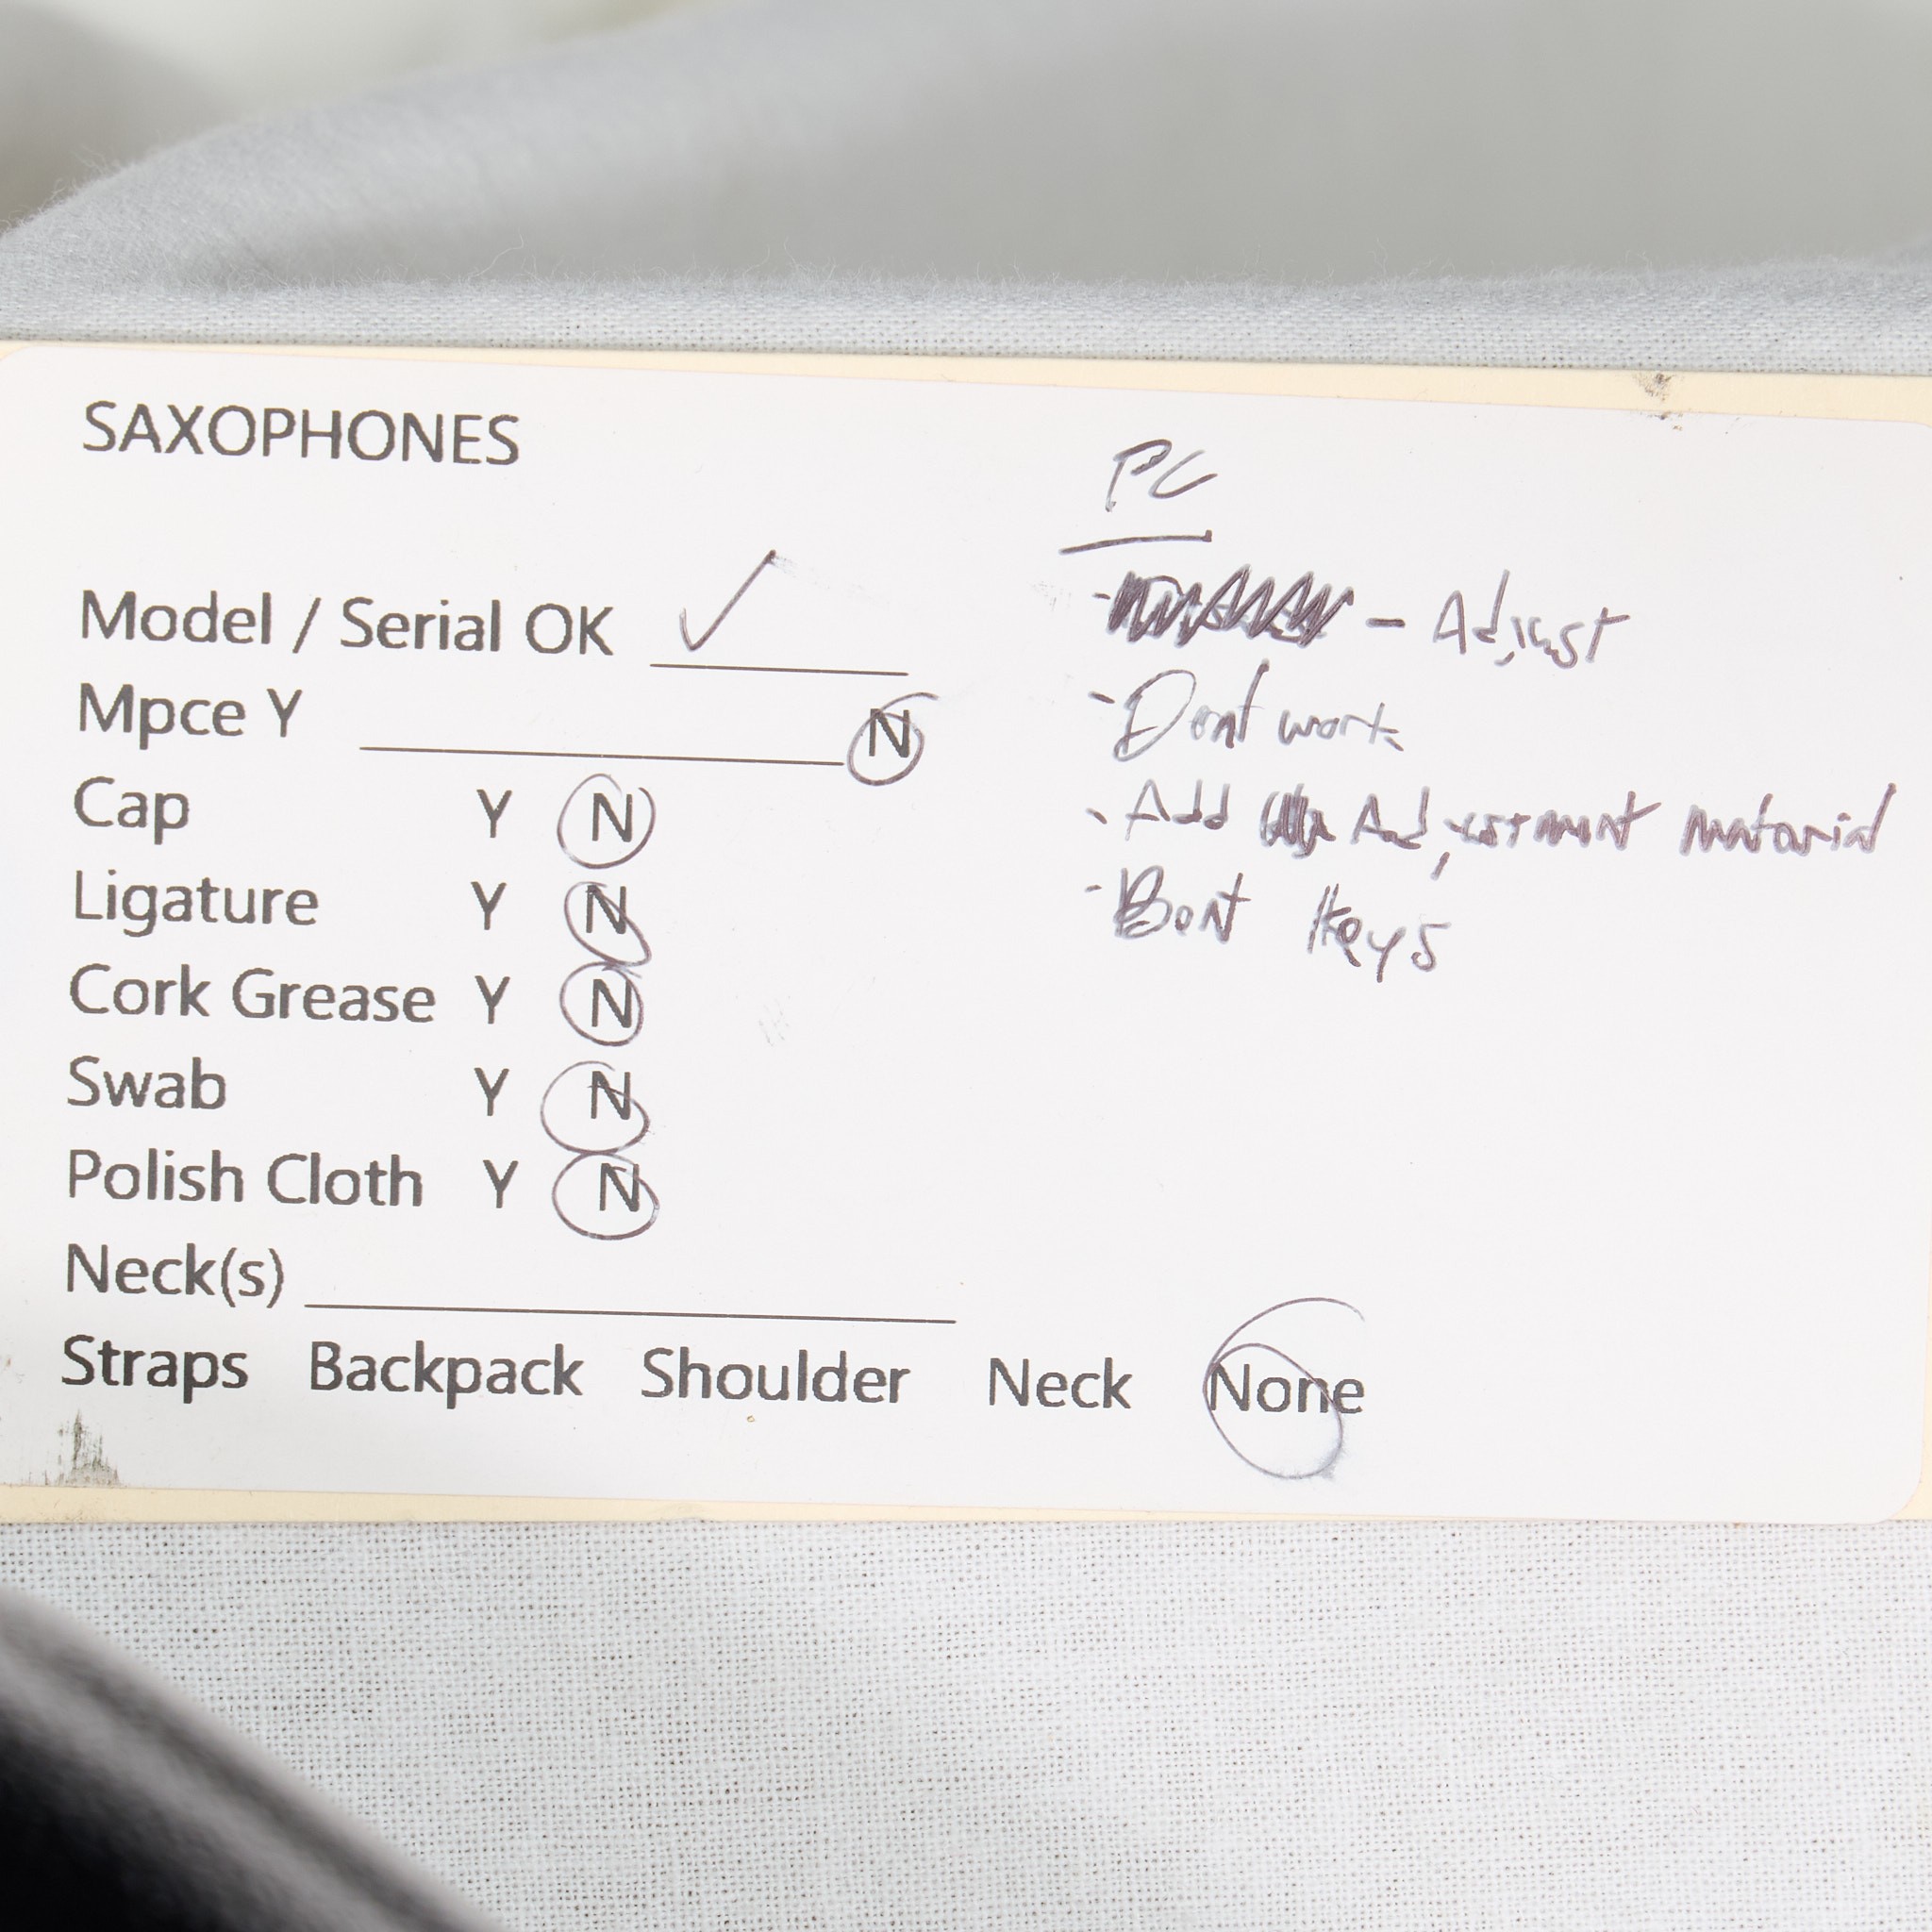 SAXOPHONES
Model / Serial OK ✓
Mpce Y N
Cap Y N
Ligature Y N
Cork Grease Y N
Swab Y N
Polish Cloth Y N
Neck(s)
Straps Backpack Shoulder Neck None
PC
- Adjust
- Dent work
- Add Adjustment material
- Bent Keys